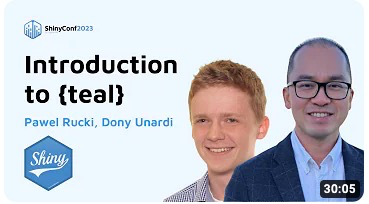 ShinyConf2023
Introduction
to {teal}
Pawel Rucki, Dony Unardi
Shiny
30:05